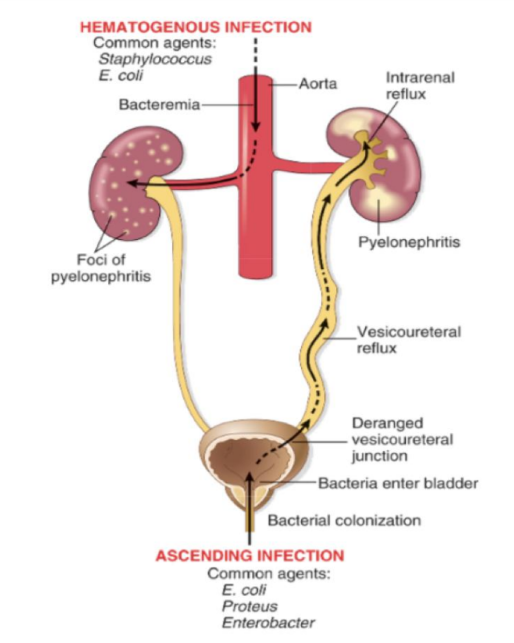 HEMATOGENOUS INFECTION
Common agents:
Staphylococcus
E. coli
Aorta
Intrarenal
reflux
Bacteremia
Foci of
pyelonephritis
Pyelonephritis
Vesicoureteral
reflux
Deranged
vesicoureteral
junction
Bacteria enter bladder
Bacterial colonization
ASCENDING INFECTION
Common agents:
E. coli
Proteus
Enterobacter